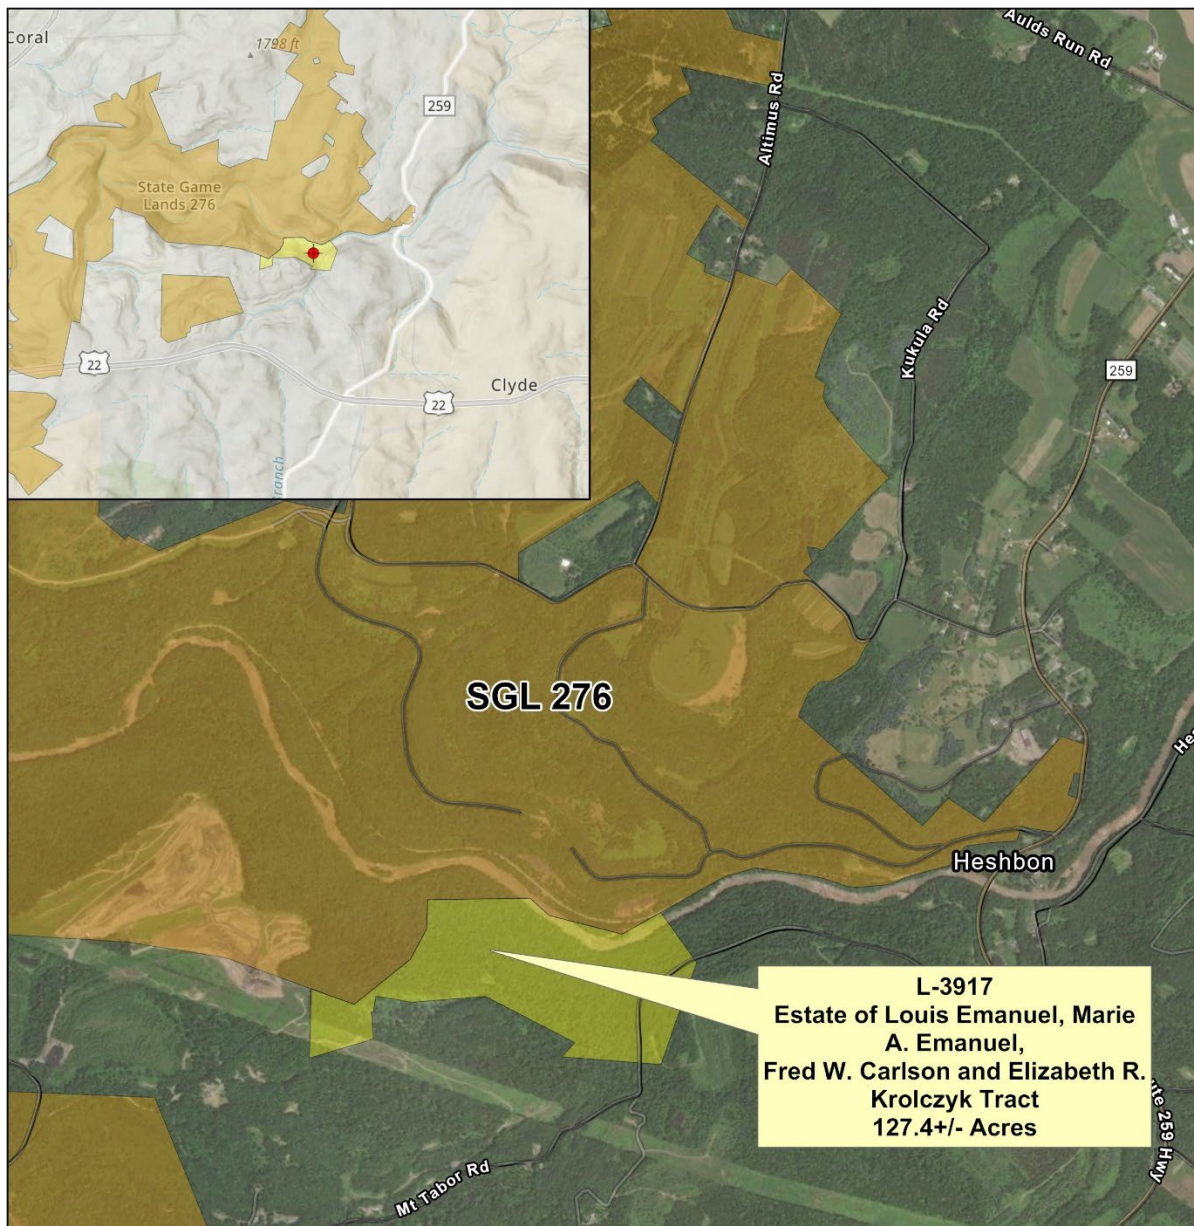 Coral
1798 ft
259
State Game
Lands 276
22
22
Clyde
Aulds Run Rd
Altimus Rd
Kukula Rd
259
SGL 276
Heshbon
L-3917
Estate of Louis Emanuel, Marie
A. Emanuel,
Fred W. Carlson and Elizabeth R.
Krolczyk Tract
127.4+/- Acres
259 Hwy
Mt Tabor Rd